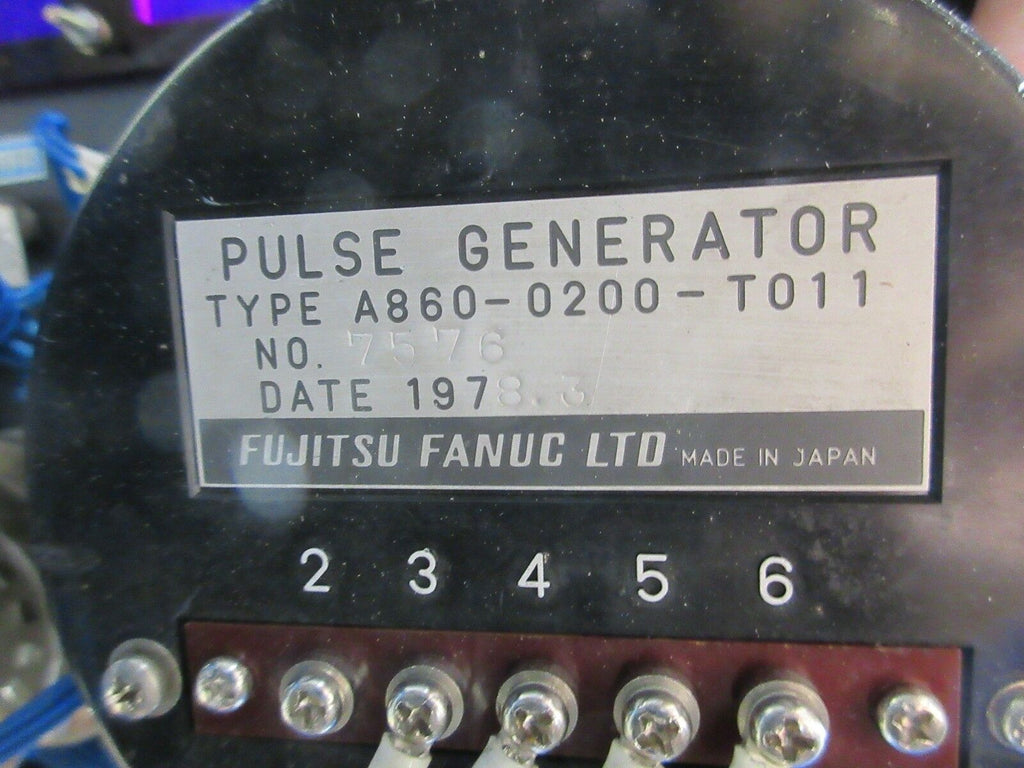 PULSE GENERATOR
TYPE A860-0200-T011
NO. 7576
DATE 1978.3
FUJITSU FANUC LTD MADE IN JAPAN
2 3 4 5 6